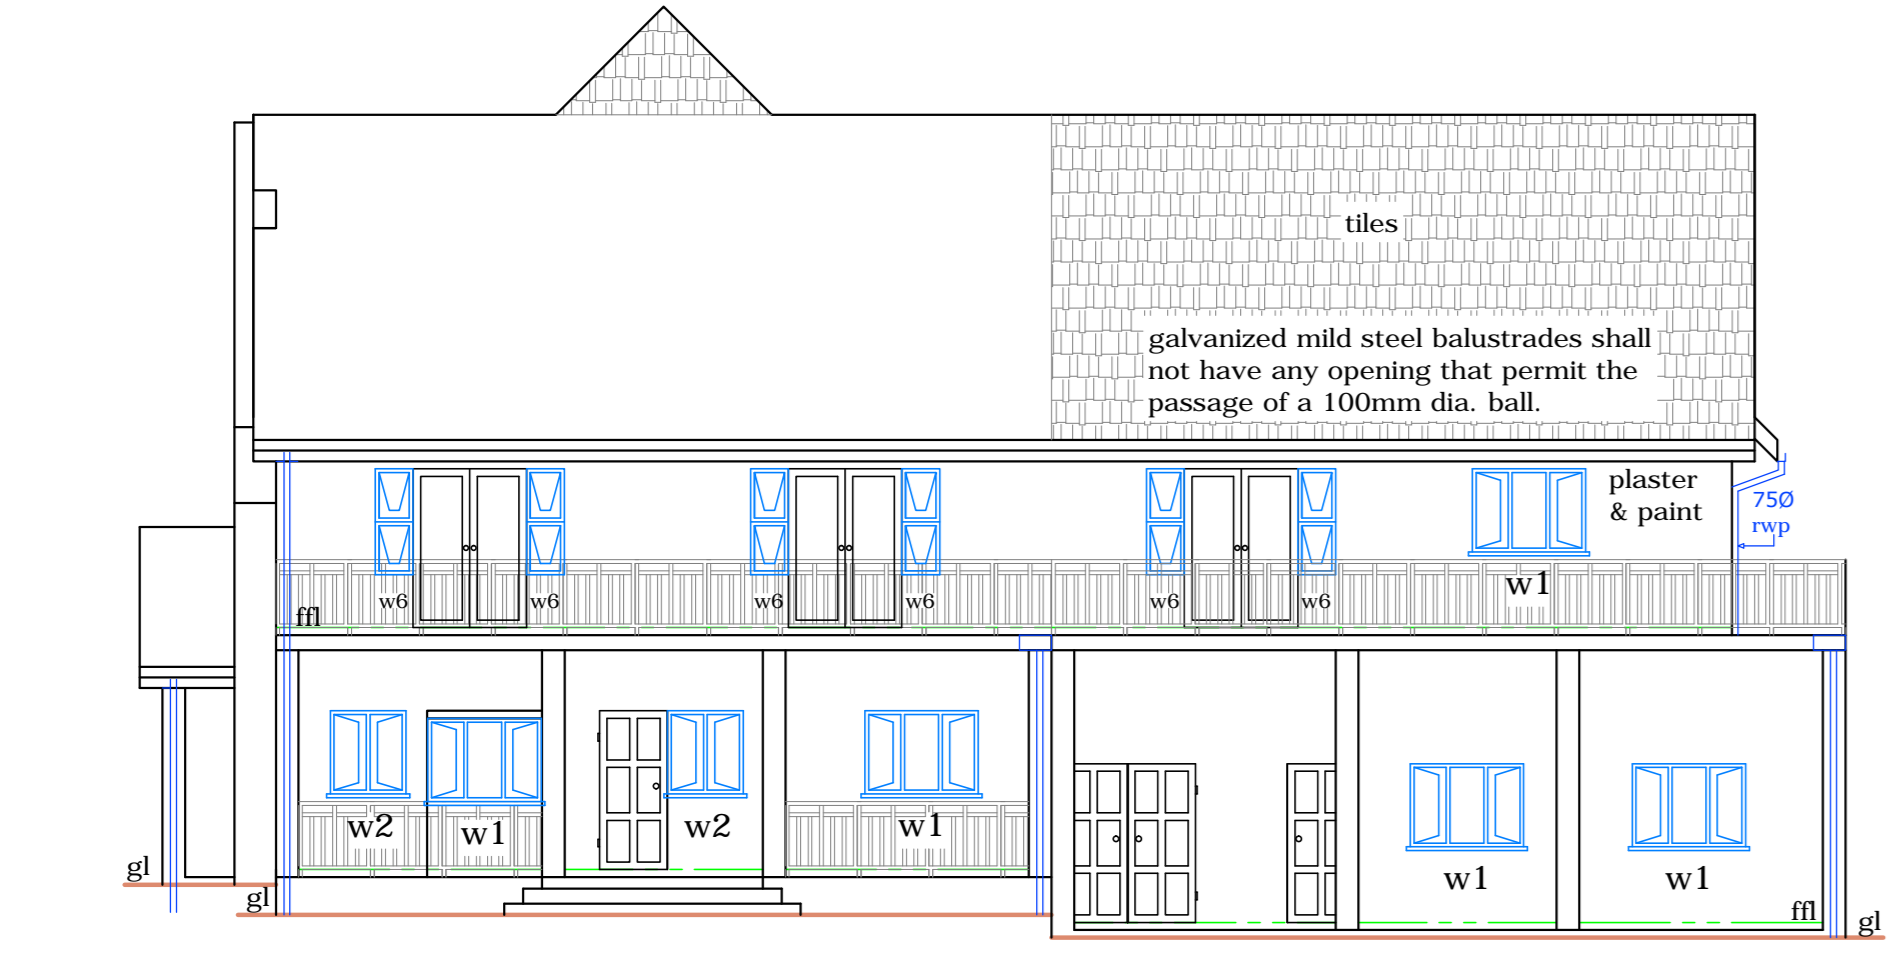 tiles
galvanized mild steel balustrades shall
not have any opening that permit the
passage of a 100mm dia. ball.
plaster
& paint
75Ø
rwp
w6
w6
w6
w6
w6
w6
w1
ffl
w2
w1
w2
w1
w1
w1
gl
gl
ffl
gl